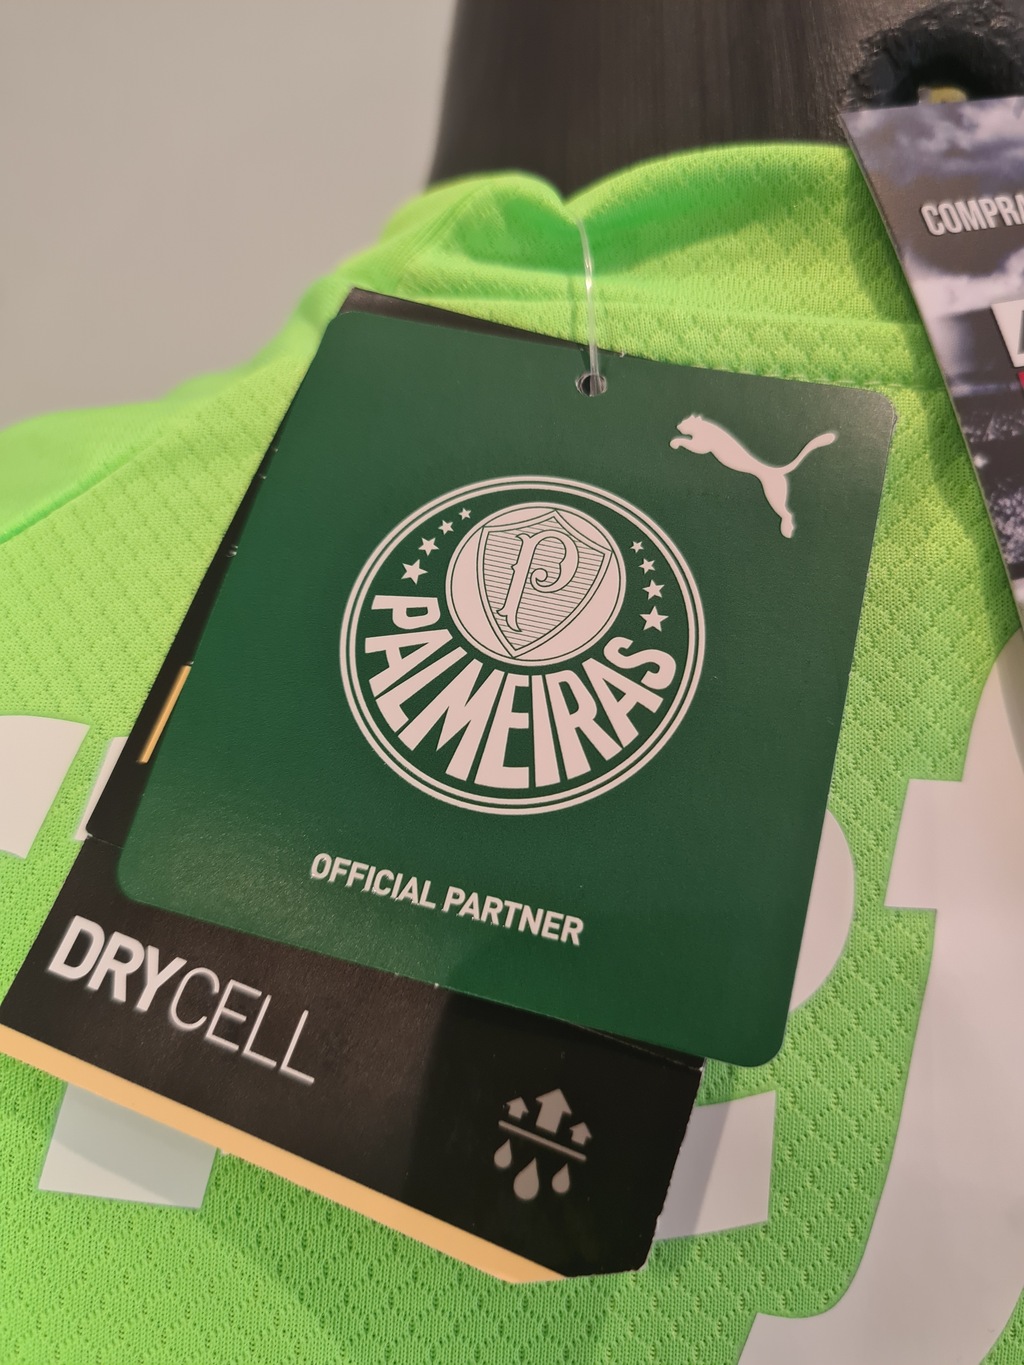 COMPRA
P
PALMEIRAS
OFFICIAL PARTNER
DRYCELL